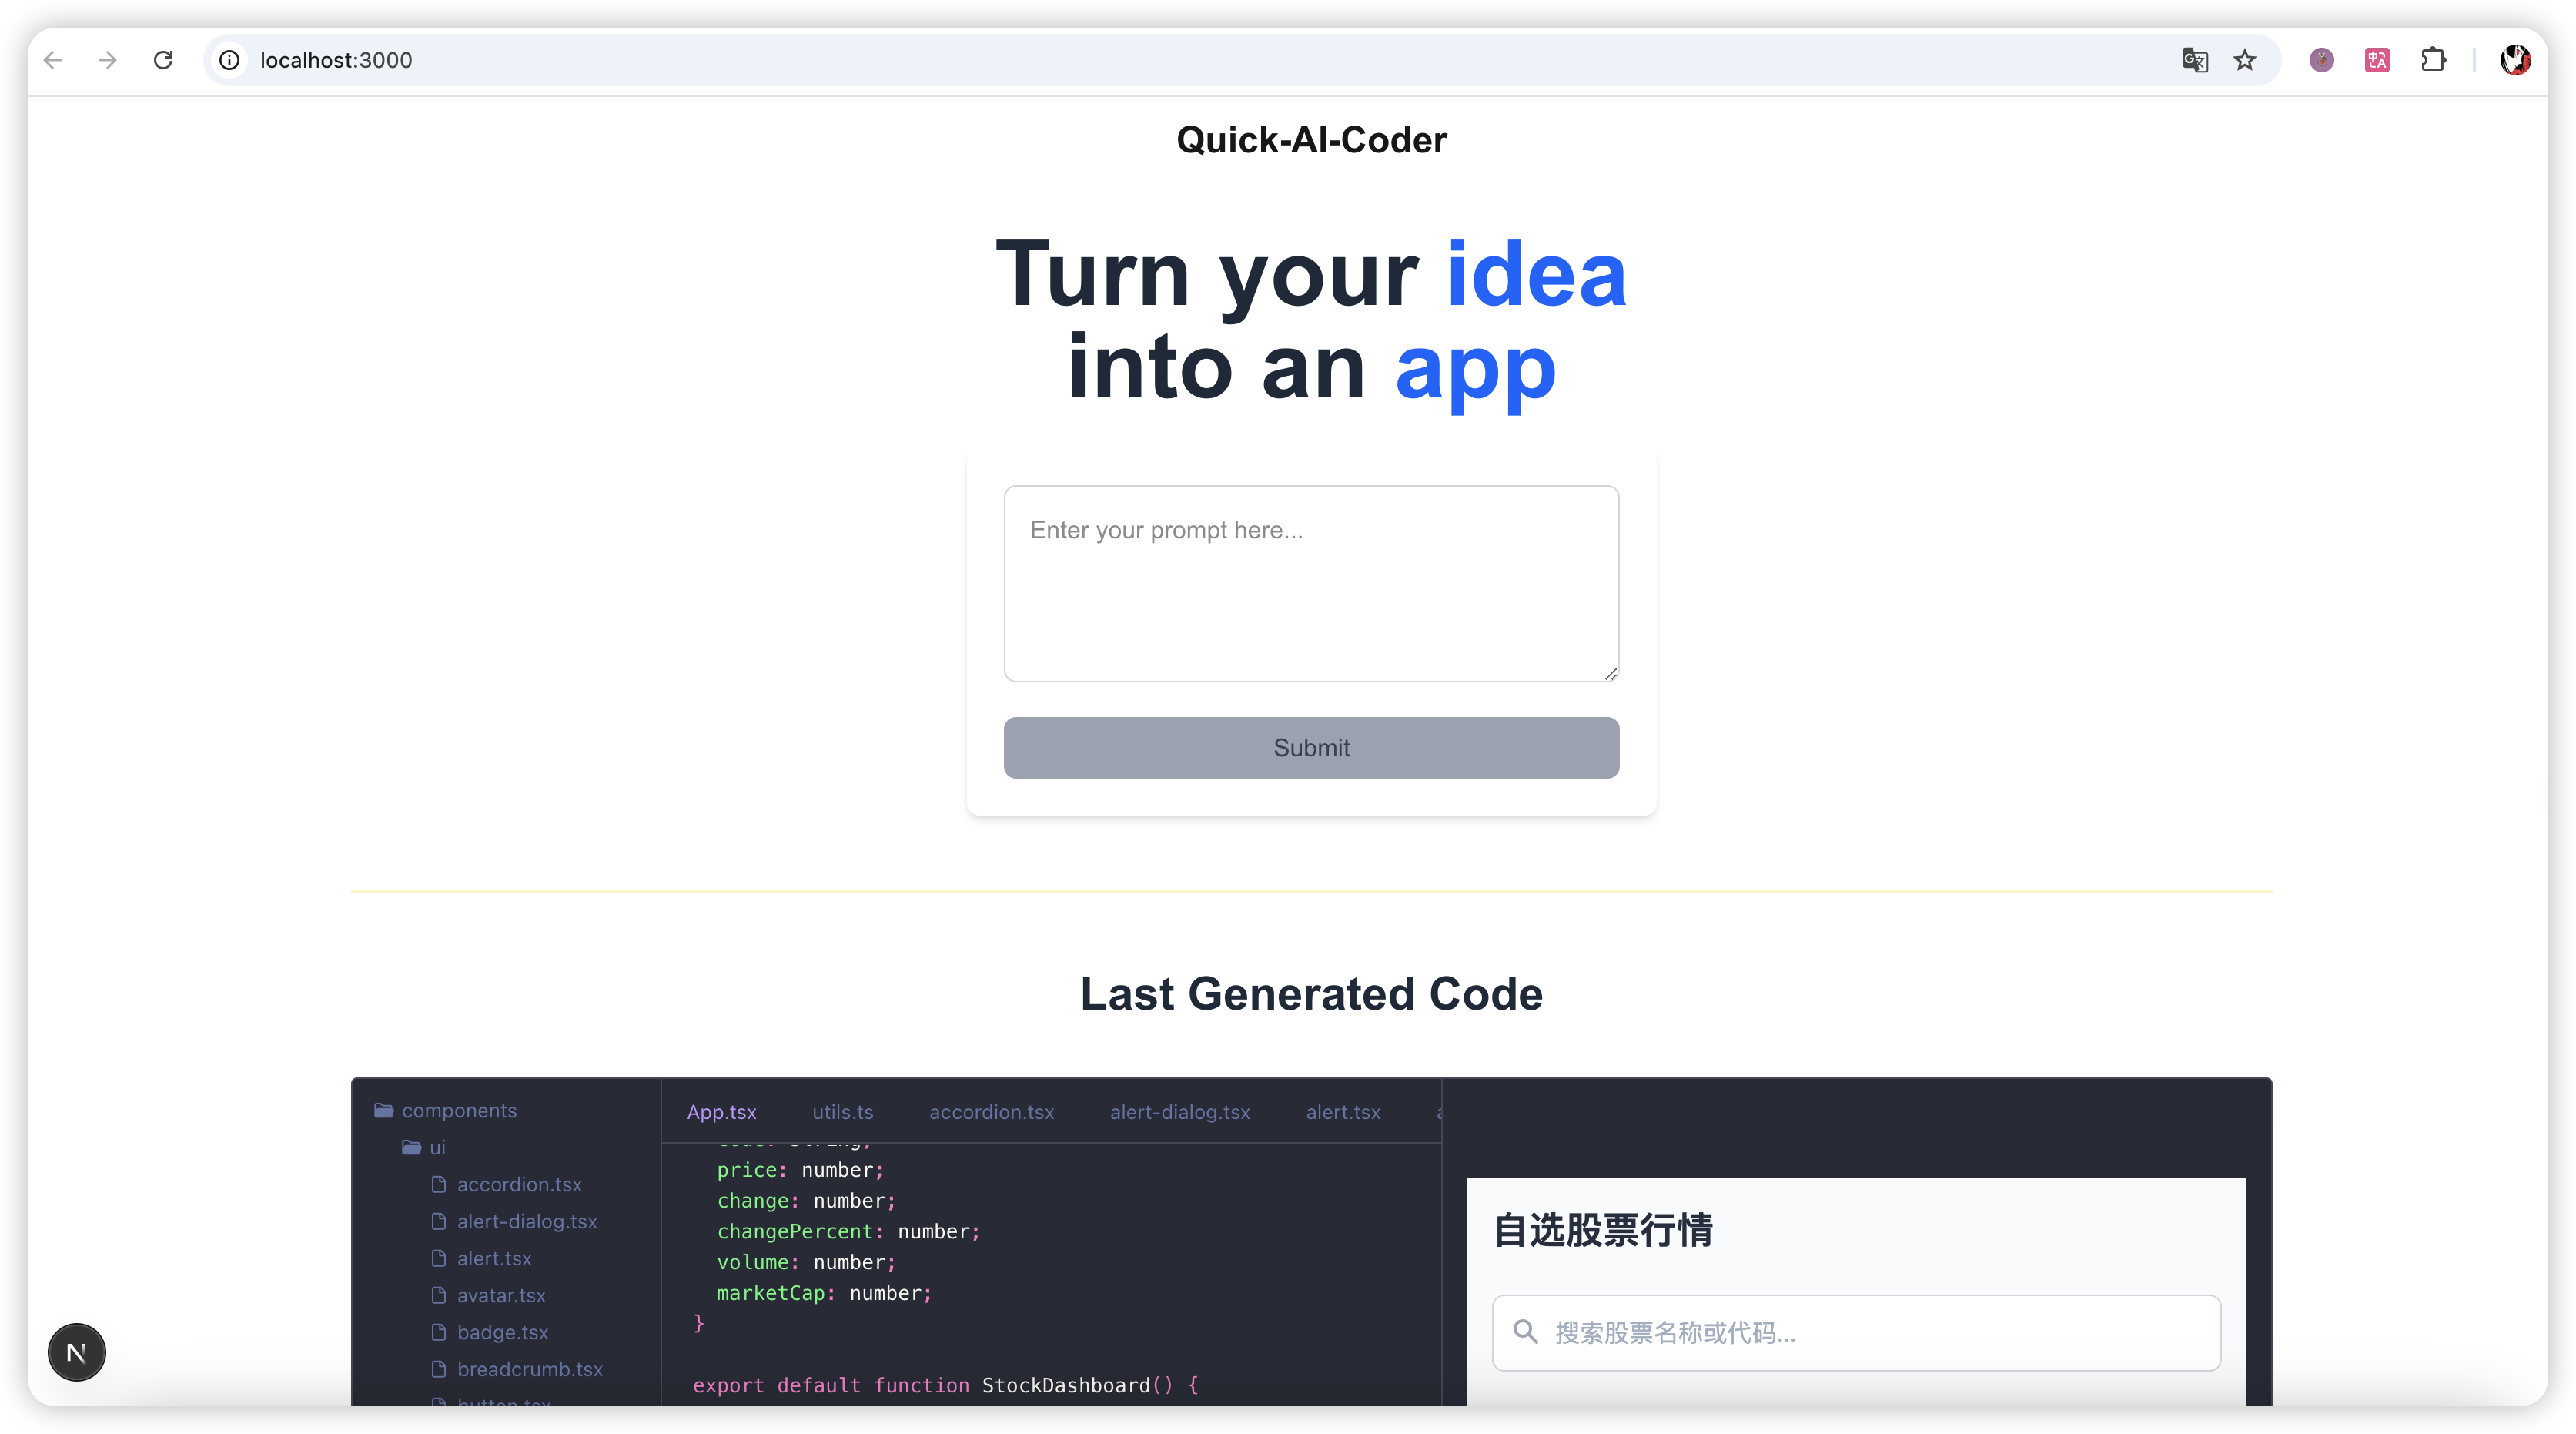 localhost:3000
Quick-AI-Coder
Turn your idea
into an app
Enter your prompt here...
Submit
Last Generated Code
components
ui
accordion.tsx
alert-dialog.tsx
alert.tsx
avatar.tsx
badge.tsx
breadcrumb.tsx
button.tsx
App.tsx utils.ts accordion.tsx alert-dialog.tsx alert.tsx
price: number;
change: number;
changePercent: number;
volume: number;
marketCap: number;
}
export default function StockDashboard() {
自选股票行情
搜索股票名称或代码...
N